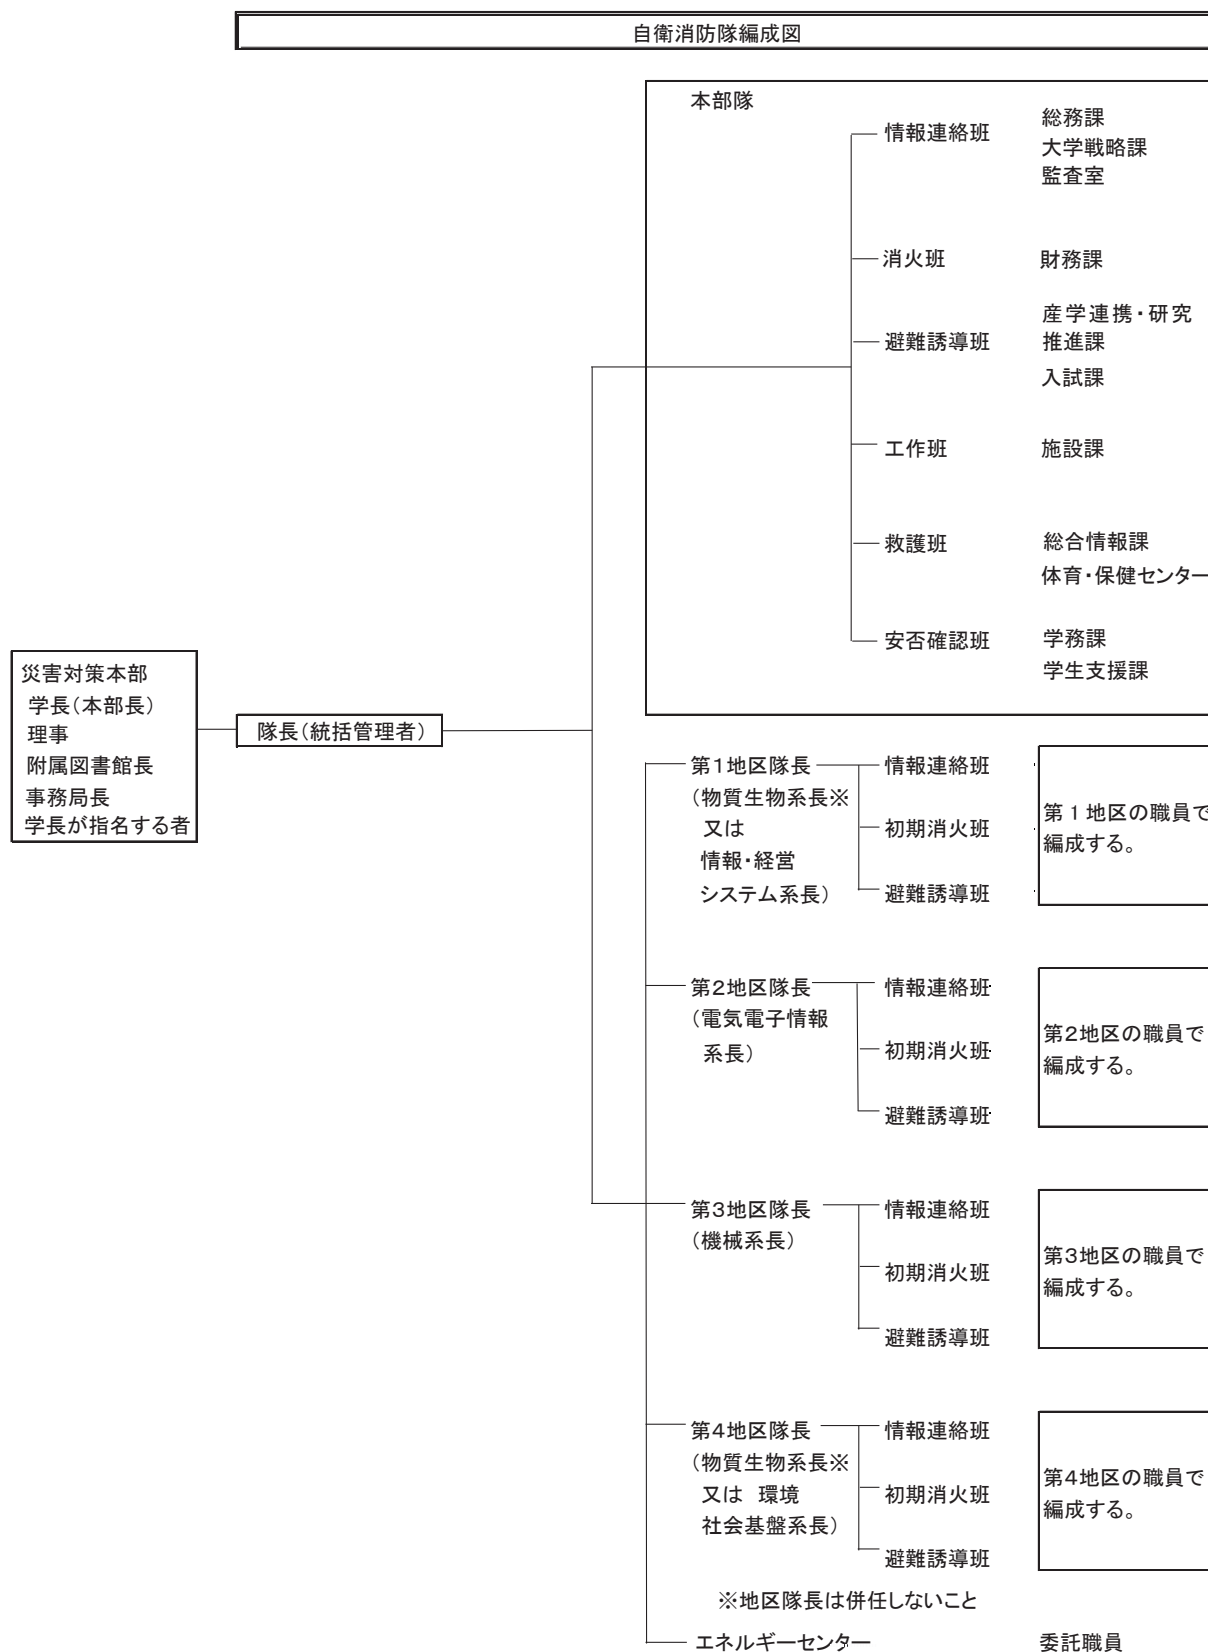 自衛消防隊編成図
本部隊
情報連絡班
総務課
大学戦略課
監査室
消火班
財務課
避難誘導班
産学連携・研究
推進課
入試課
工作班
施設課
救護班
総合情報課
体育・保健センター
安否確認班
学務課
学生支援課
災害対策本部
学長（本部長）
理事
附属図書館長
事務局長
学長が指名する者
隊長（統括管理者）
第１地区隊長
（物質生物系長※
又は
情報・経営
システム系長）
情報連絡班
初期消火班
避難誘導班
第１地区の職員で
編成する。
第２地区隊長
（電気電子情報
系長）
情報連絡班
初期消火班
避難誘導班
第２地区の職員で
編成する。
第３地区隊長
（機械系長）
情報連絡班
初期消火班
避難誘導班
第３地区の職員で
編成する。
第４地区隊長
（物質生物系長※
又は 環境
社会基盤系長）
情報連絡班
初期消火班
避難誘導班
第４地区の職員で
編成する。
※地区隊長は併任しないこと
エネルギーセンター
委託職員